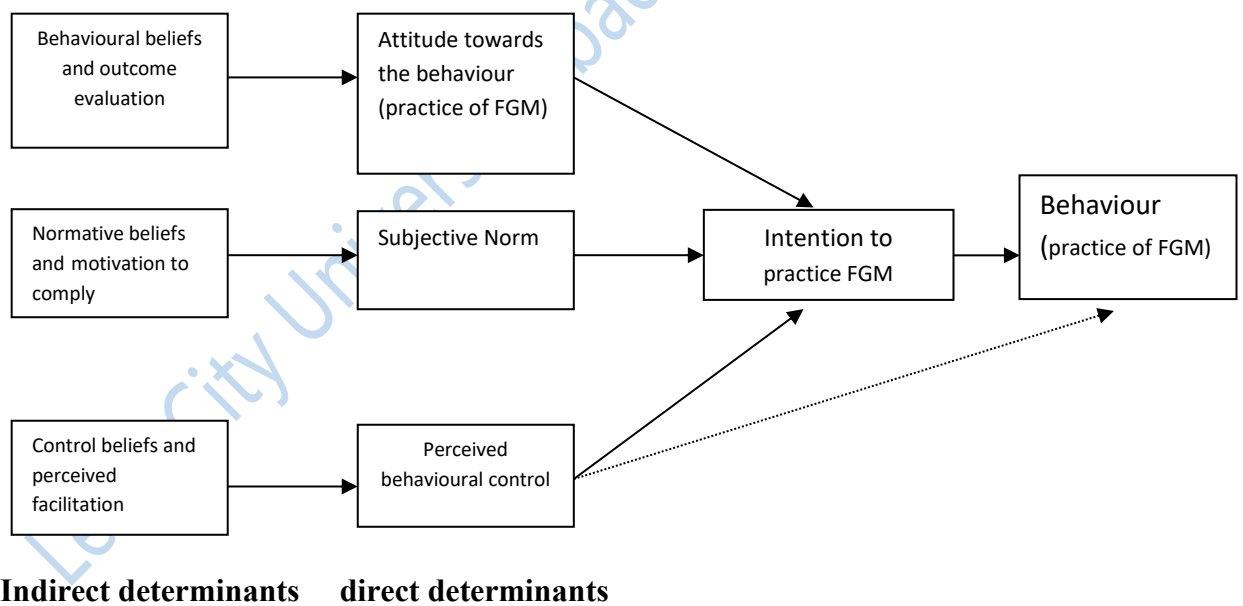 Behavioural beliefs
and outcome
evaluation
Attitude towards
the behaviour
(practice of FGM)
Normative beliefs
and motivation to
comply
Subjective Norm
Intention to
practice FGM
Behaviour
(practice of FGM)
Control beliefs and
perceived
facilitation
Perceived
behavioural control
Indirect determinants direct determinants
City